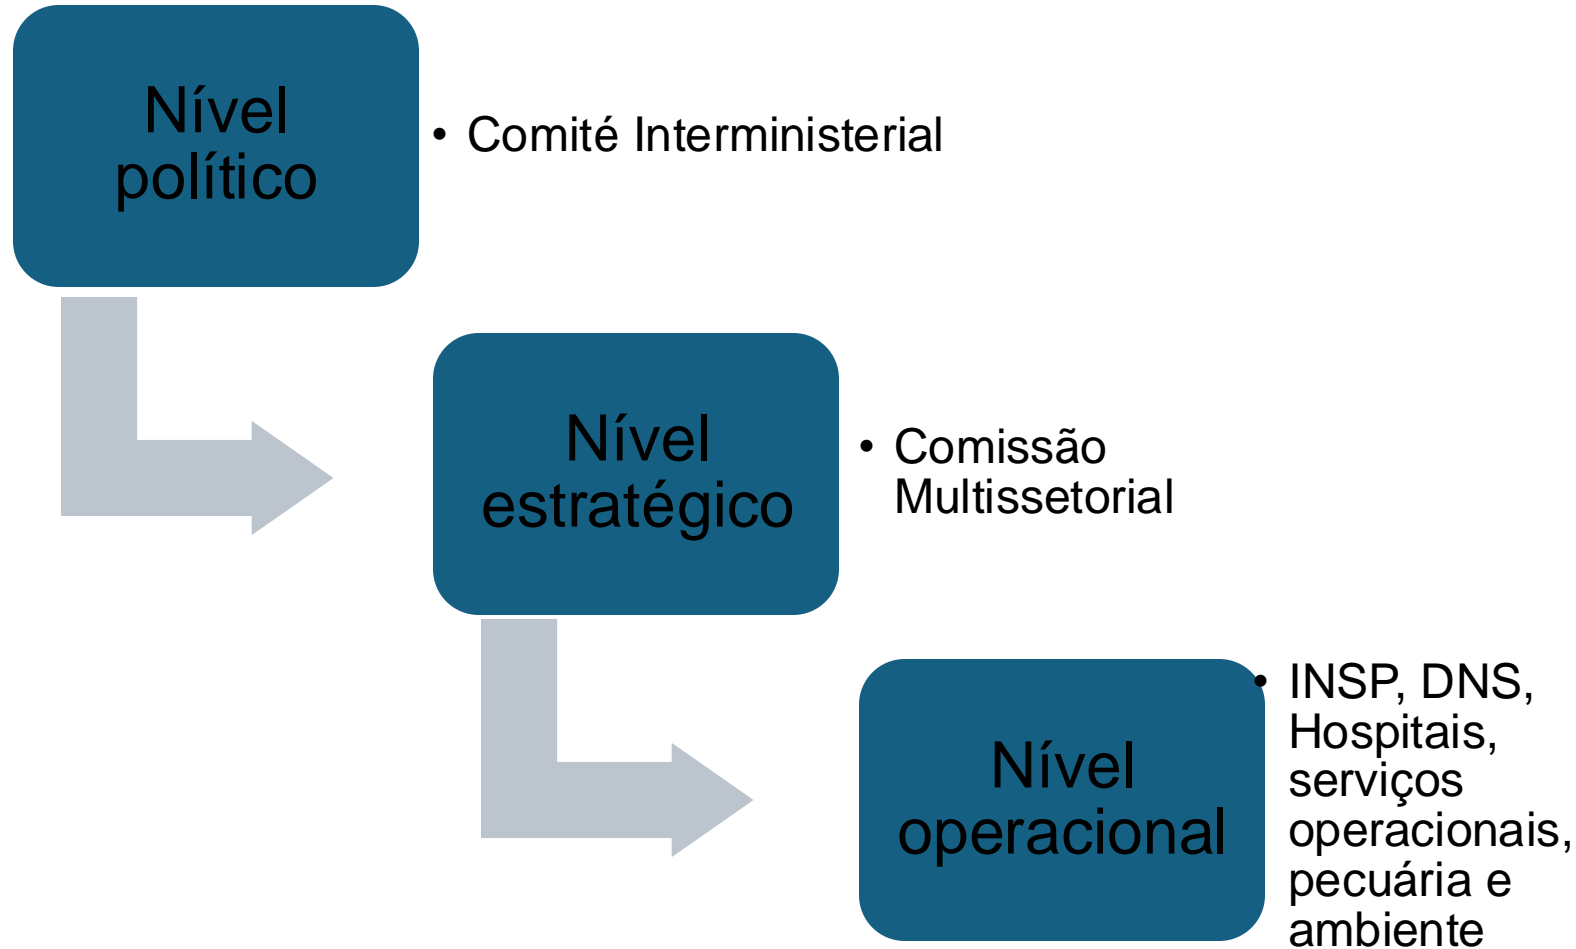 Nível
político
• Comité Interministerial
Nível
estratégico
• Comissão
Multissetorial
Nível
operacional
• INSP, DNS,
Hospitais,
serviços
operacionais,
pecuária e
ambiente